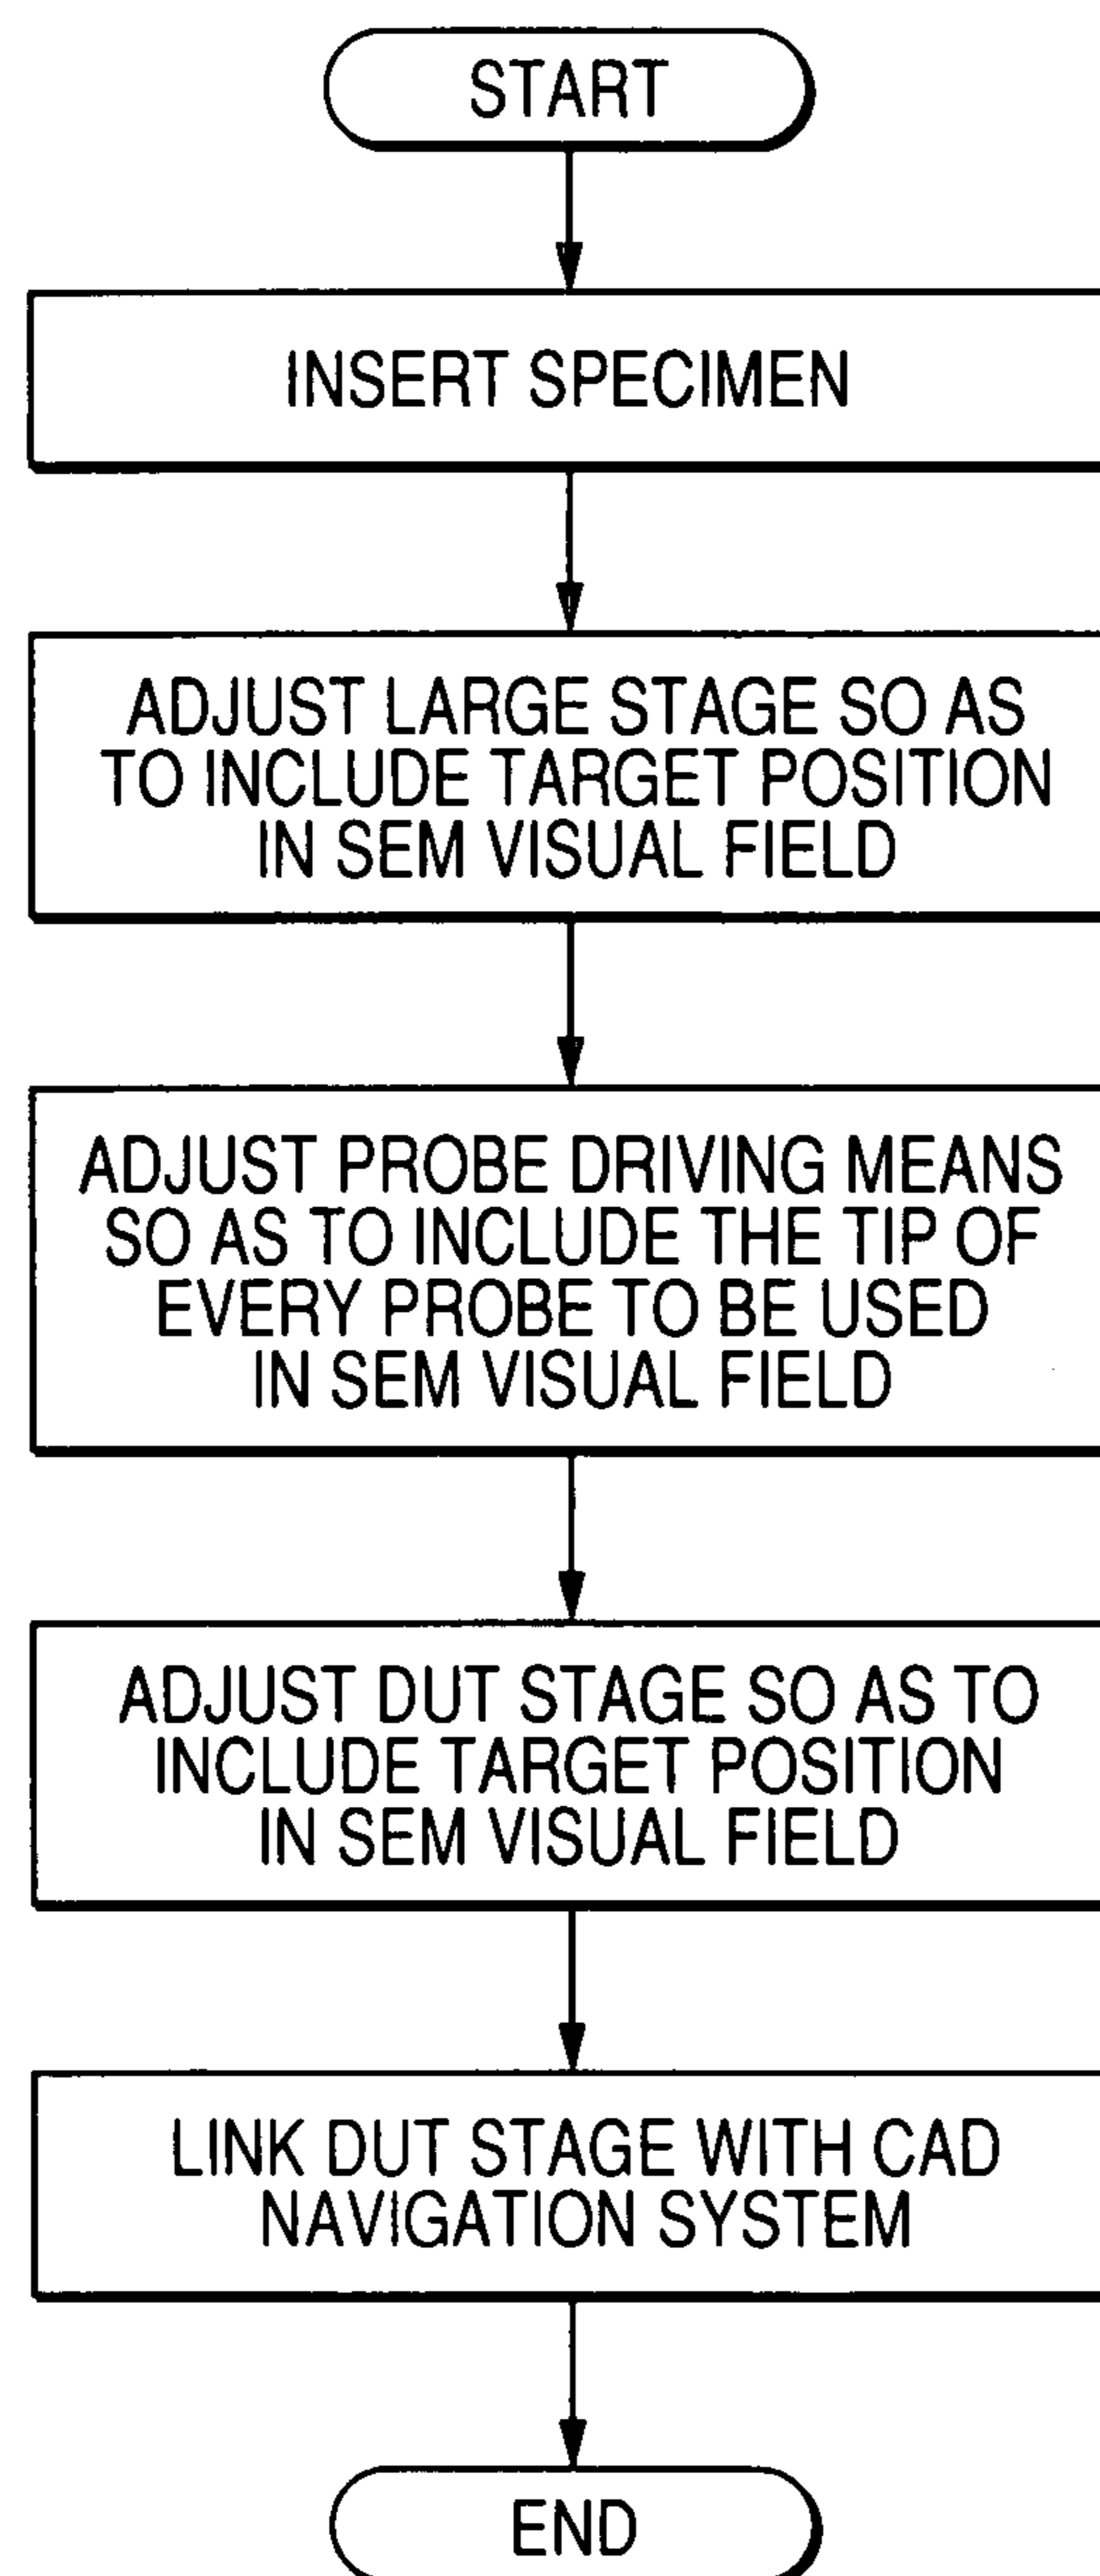 START
INSERT SPECIMEN
ADJUST LARGE STAGE SO AS
TO INCLUDE TARGET POSITION
IN SEM VISUAL FIELD
ADJUST PROBE DRIVING MEANS
SO AS TO INCLUDE THE TIP OF
EVERY PROBE TO BE USED
IN SEM VISUAL FIELD
ADJUST DUT STAGE SO AS TO
INCLUDE TARGET POSITION
IN SEM VISUAL FIELD
LINK DUT STAGE WITH CAD
NAVIGATION SYSTEM
END